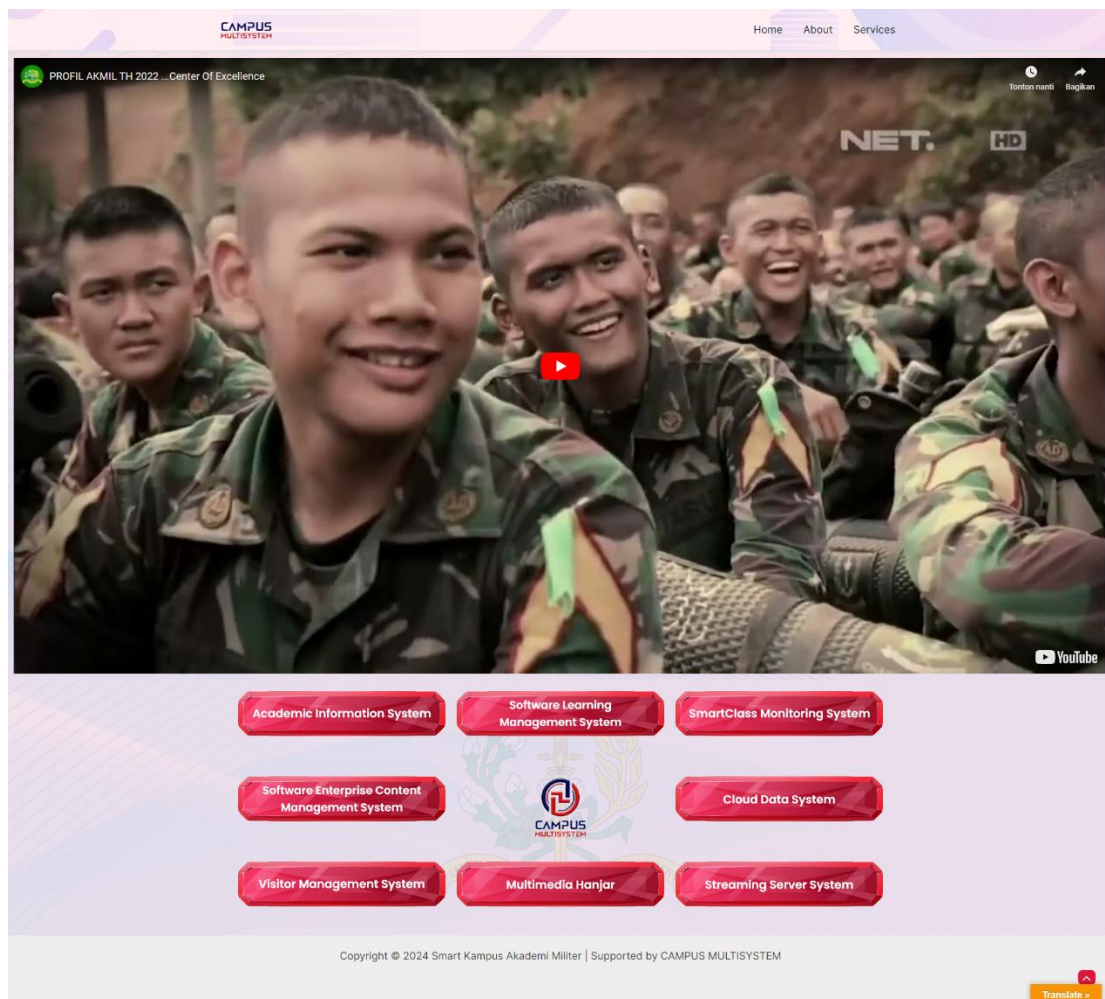 CAMPUS
MULTISYSTEM
Home About Services
PROFIL AKMIL TH 2022 ...Center Of Excellence
Tonton nanti Bagikan
NET. HD
YouTube
Academic Information System
Software Learning
Management System
SmartClass Monitoring System
Software Enterprise Content
Management System
CAMPUS
MULTISYSTEM
Cloud Data System
Visitor Management System
Multimedia Hanjar
Streaming Server System
Copyright © 2024 Smart Kampus Akademi Militer | Supported by CAMPUS MULTISYSTEM
Translate »